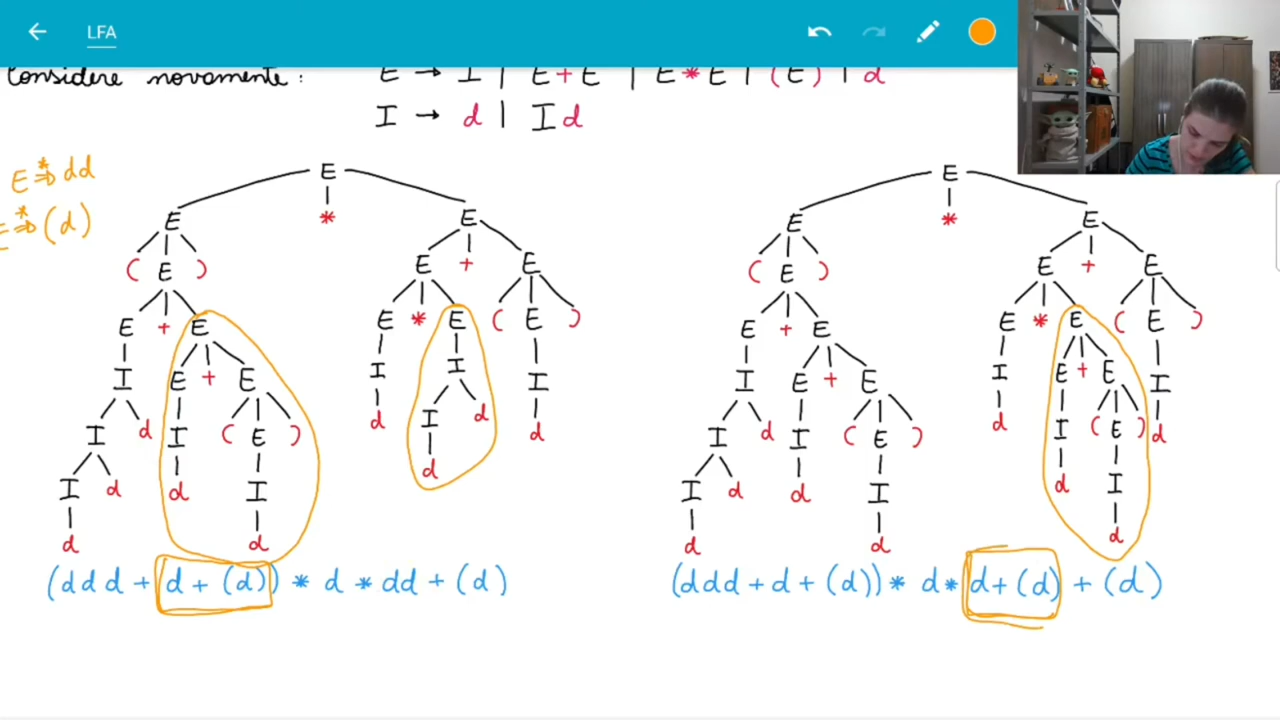 LFA
Considere novamente: E → I | E+E | E*E | (E) | d
I → d | Id
E ⇒* dd
E ⇒* (d)
E E
* *
E E E E
( E ) E + E ( E ) E + E
E + E E * E ( E ) E + E E * E ( E )
I E + E I I I I E + E I E + E I
I d I ( E ) d I d d I d I ( E ) d I ( E ) d
I d d I d I d d I d I
d d d d d
(ddd + d + (d)) * d * dd + (d) (ddd + d + (d)) * d * d + (d) + (d)